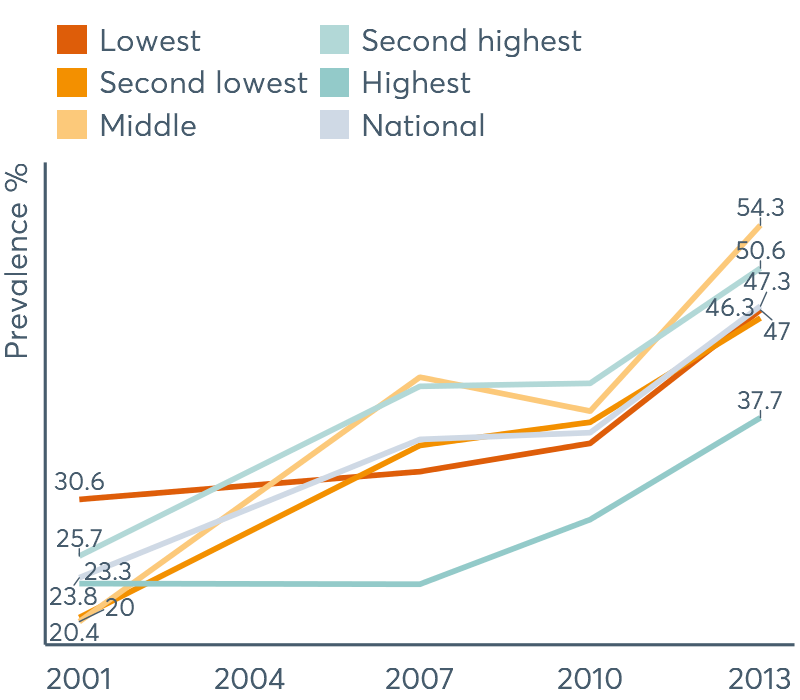 Lowest
Second lowest
Middle
Second highest
Highest
National
Prevalence %
54.3
50.6
47.3
46.3
47
37.7
30.6
25.7
23.3
23.8
20
20.4
2001 2004 2007 2010 2013